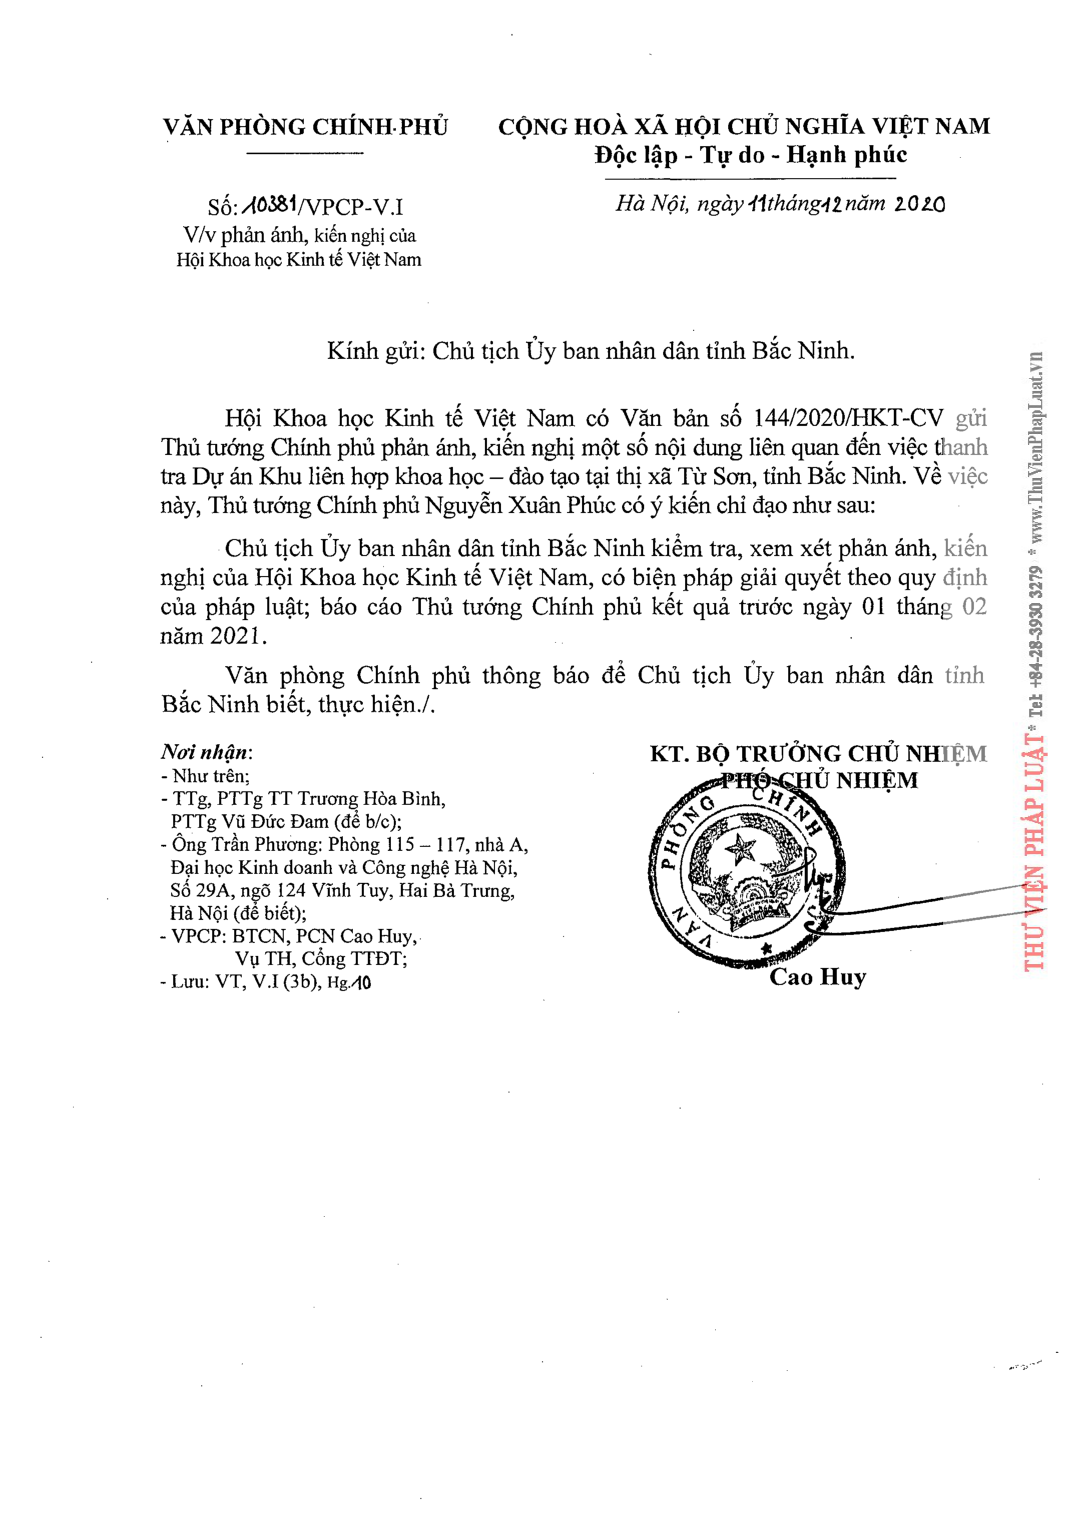 VĂN PHÒNG CHÍNH PHỦ
CỘNG HOÀ XÃ HỘI CHỦ NGHĨA VIỆT NAM
Độc lập - Tự do - Hạnh phúc
Số: 10381/VPCP-V.I
V/v phản ánh, kiến nghị của
Hội Khoa học Kinh tế Việt Nam
Hà Nội, ngày 11 tháng 12 năm 2020
Kính gửi: Chủ tịch Ủy ban nhân dân tỉnh Bắc Ninh.
Hội Khoa học Kinh tế Việt Nam có Văn bản số 144/2020/HKT-CV gửi
Thủ tướng Chính phủ phản ánh, kiến nghị một số nội dung liên quan đến việc thanh
tra Dự án Khu liên hợp khoa học – đào tạo tại thị xã Từ Sơn, tỉnh Bắc Ninh. Về việc
này, Thủ tướng Chính phủ Nguyễn Xuân Phúc có ý kiến chỉ đạo như sau:
Chủ tịch Ủy ban nhân dân tỉnh Bắc Ninh kiểm tra, xem xét phản ánh, kiến
nghị của Hội Khoa học Kinh tế Việt Nam, có biện pháp giải quyết theo quy định
của pháp luật; báo cáo Thủ tướng Chính phủ kết quả trước ngày 01 tháng 02
năm 2021.
Văn phòng Chính phủ thông báo để Chủ tịch Ủy ban nhân dân tỉnh
Bắc Ninh biết, thực hiện./.
Nơi nhận:
- Như trên;
- TTg, PTTg TT Trương Hòa Bình,
PTTg Vũ Đức Đam (để b/c);
- Ông Trần Phương: Phòng 115 – 117, nhà A,
Đại học Kinh doanh và Công nghệ Hà Nội,
Số 29A, ngõ 124 Vĩnh Tuy, Hai Bà Trưng,
Hà Nội (để biết);
- VPCP: BTCN, PCN Cao Huy,
Vụ TH, Cổng TTĐT;
- Lưu: VT, V.I (3b), Hg.10
KT. BỘ TRƯỞNG CHỦ NHIỆM
PHÓ CHỦ NHIỆM
VĂN PHÒNG CHÍNH
Cao Huy
THƯ VIỆN PHÁP LUẬT * Tel: +84-28-3930 3279 * www.ThuVienPhapLuat.vn